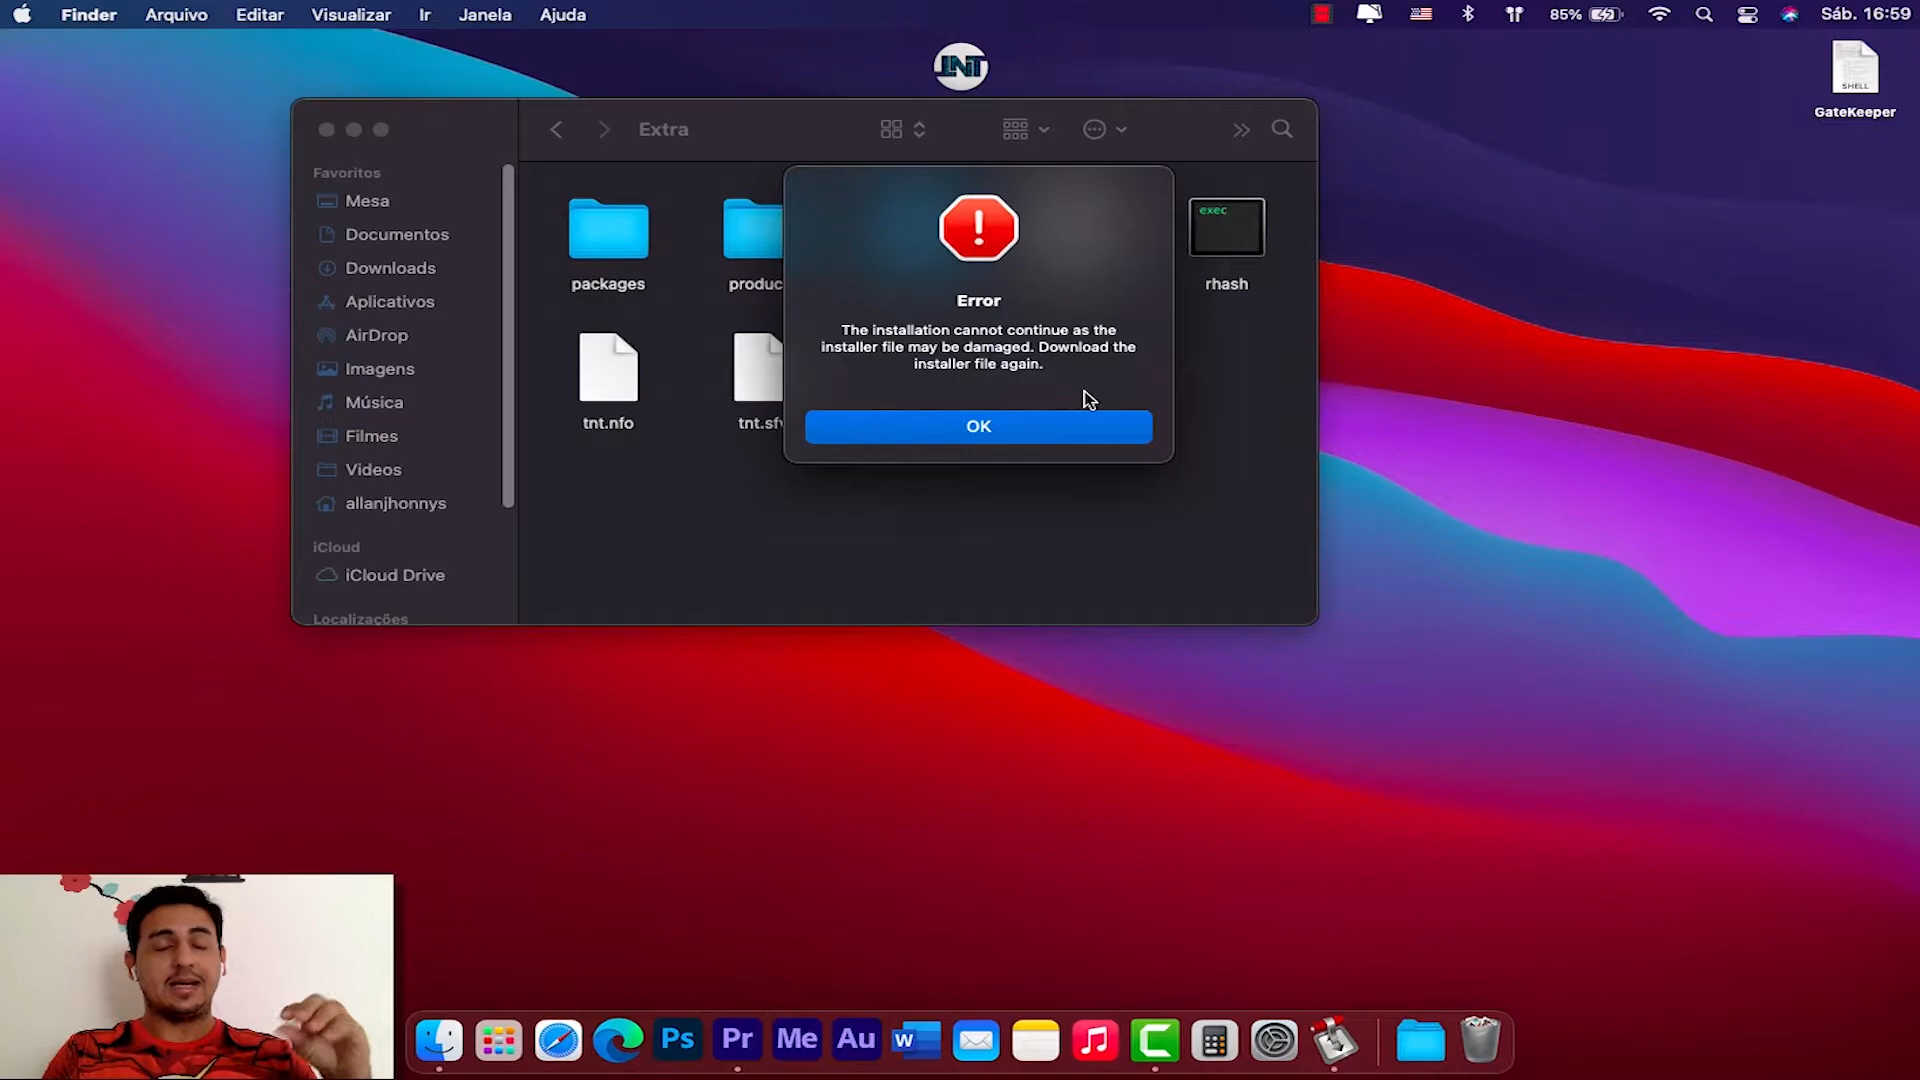 Finder Arquivo Editar Visualizar Ir Janela Ajuda 85% Sáb. 16:59
TNT
SHELL
GateKeeper
Extra
Favoritos
Mesa
Documentos
Downloads
Aplicativos
AirDrop
Imagens
Música
Filmes
Videos
allanjhonnys
iCloud
iCloud Drive
Localizações
packages
produc
exec
rhash
tnt.nfo
tnt.sfv
Error
The installation cannot continue as the
installer file may be damaged. Download the
installer file again.
OK
Ps Pr Me Au W